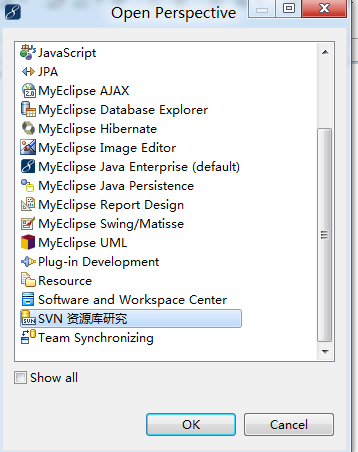 Open Perspective
JavaScript
JPA
MyEclipse AJAX
MyEclipse Database Explorer
MyEclipse Hibernate
MyEclipse Image Editor
MyEclipse Java Enterprise (default)
MyEclipse Java Persistence
MyEclipse Report Design
MyEclipse Swing/Matisse
MyEclipse UML
Plug-in Development
Resource
Software and Workspace Center
SVN 资源库研究
Team Synchronizing
Show all
OK Cancel